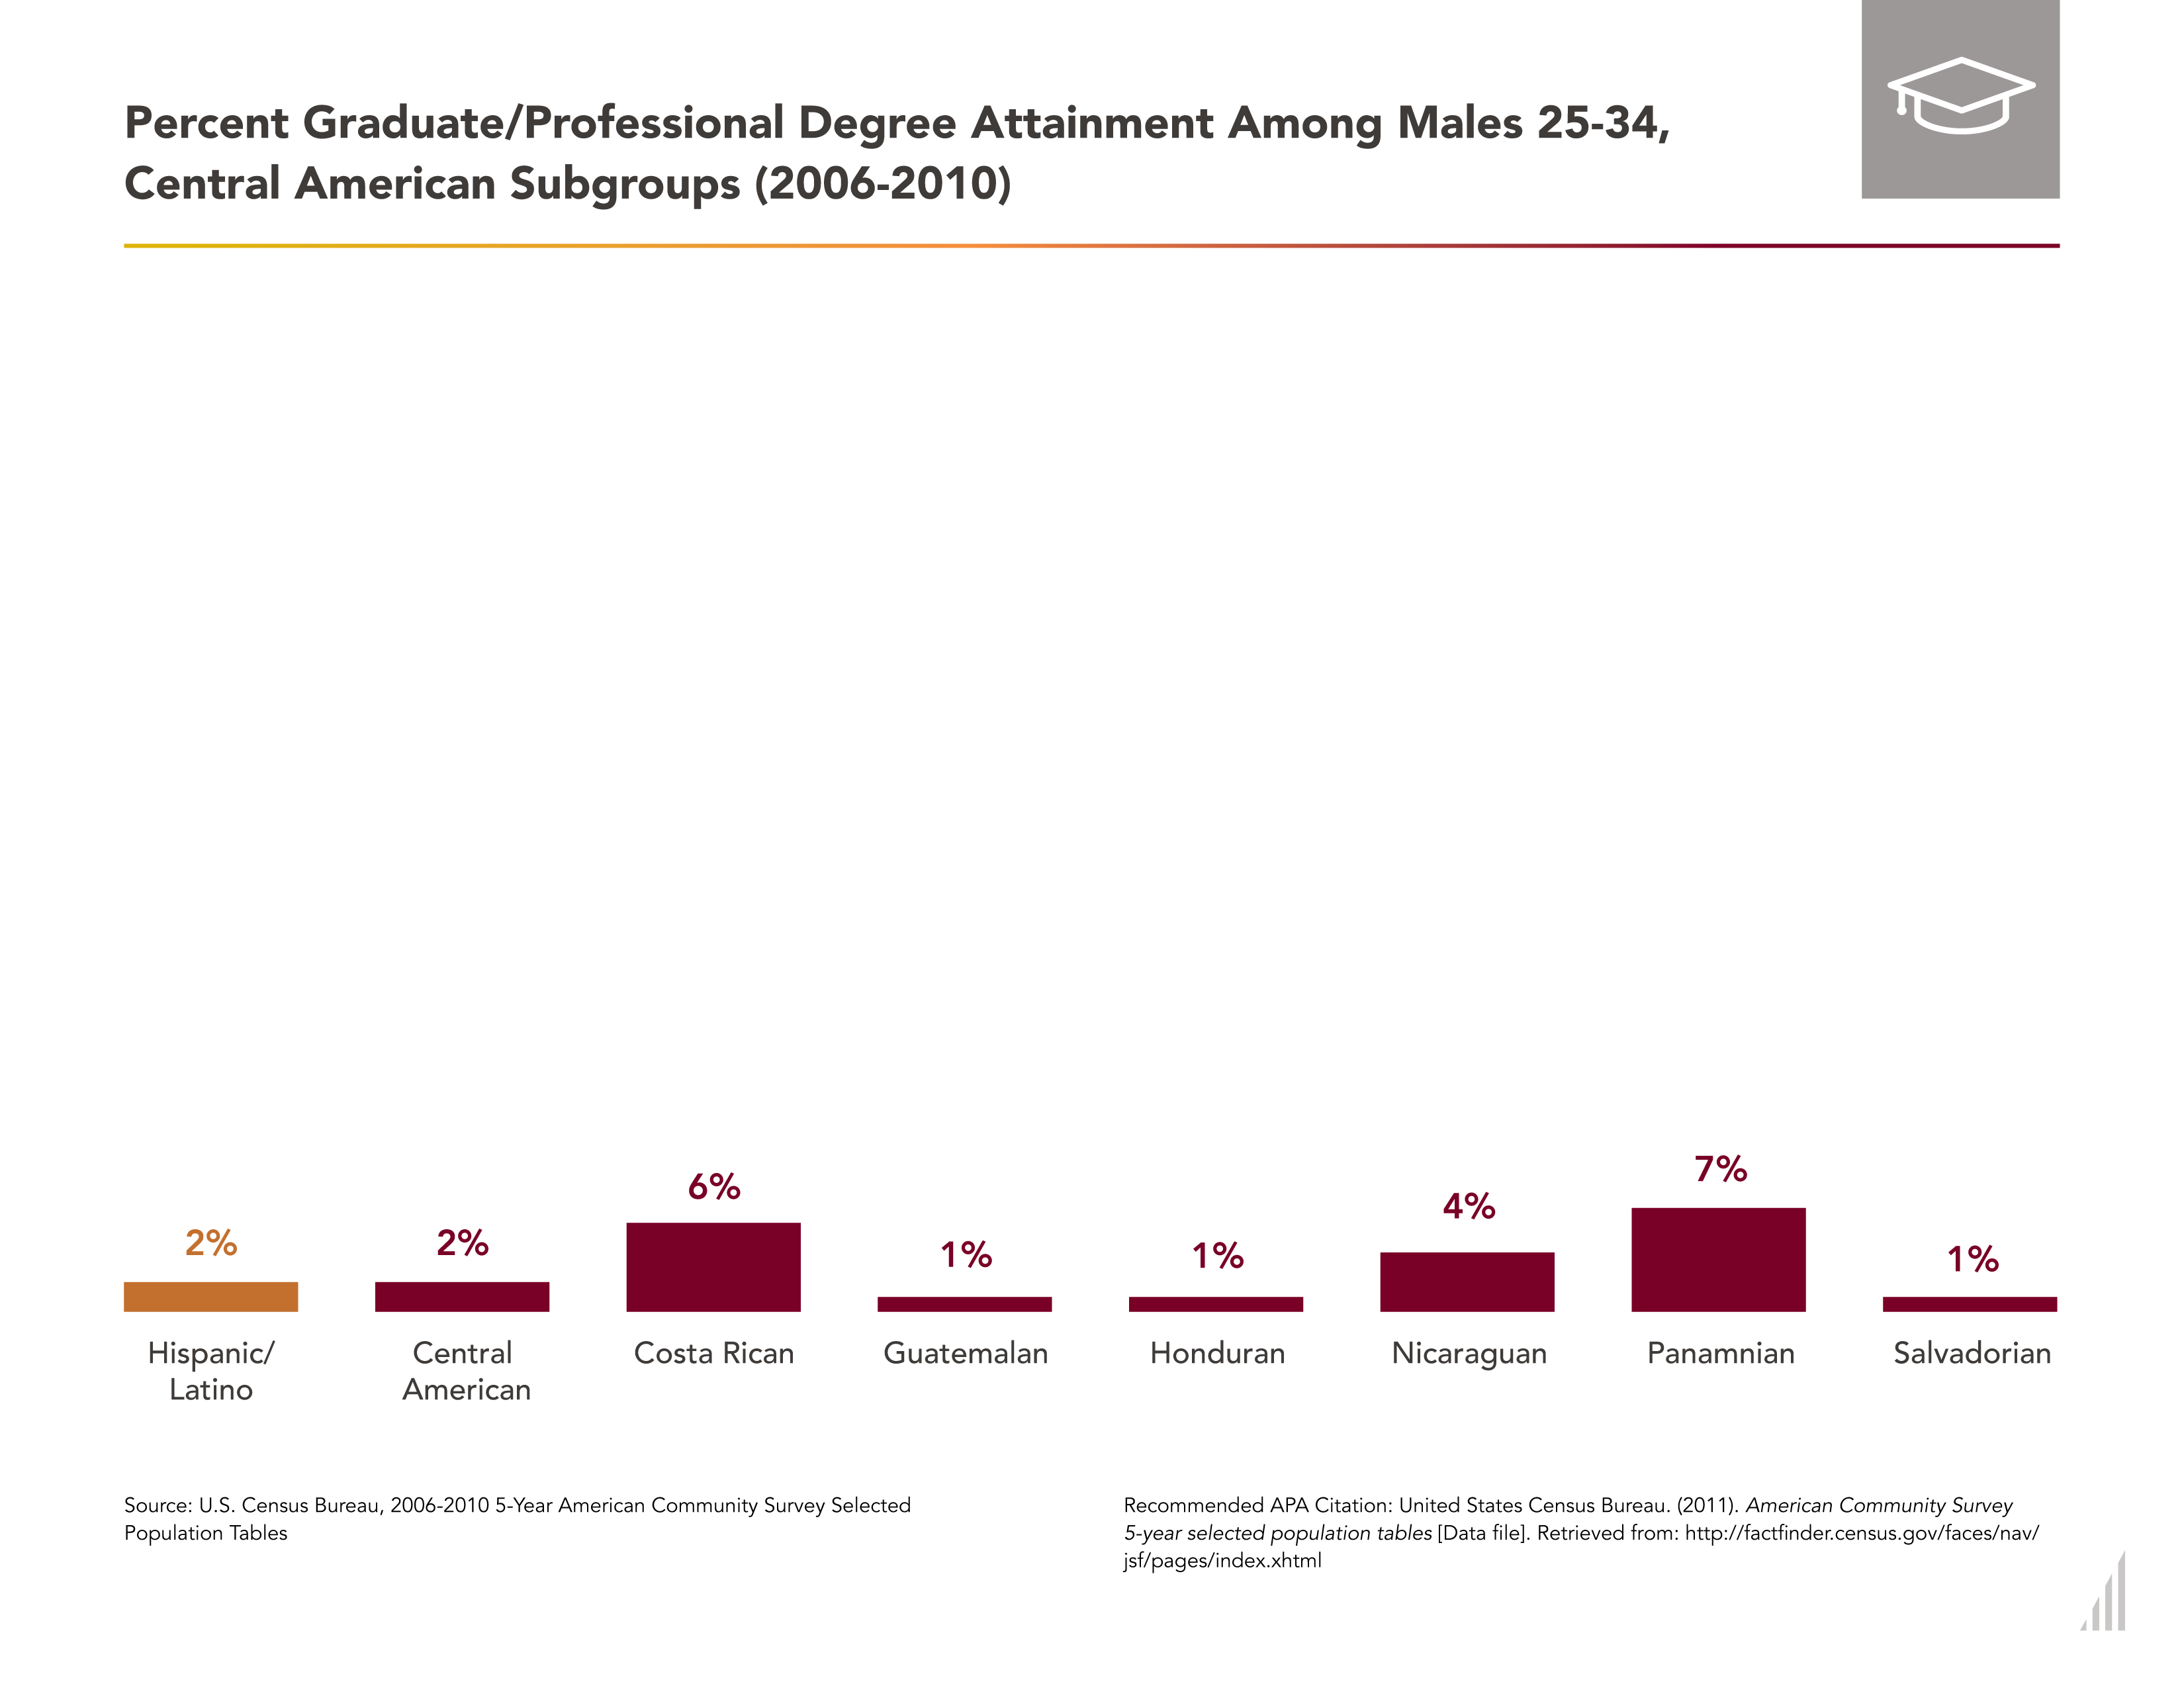 Percent Graduate/Professional Degree Attainment Among Males 25-34,
Central American Subgroups (2006-2010)
2%
2%
6%
1%
1%
4%
7%
1%
Hispanic/
Latino
Central
American
Costa Rican
Guatemalan
Honduran
Nicaraguan
Panamnian
Salvadorian
Source: U.S. Census Bureau, 2006-2010 5-Year American Community Survey Selected
Population Tables
Recommended APA Citation: United States Census Bureau. (2011). American Community Survey
5-year selected population tables [Data file]. Retrieved from: http://factfinder.census.gov/faces/nav/
jsf/pages/index.xhtml